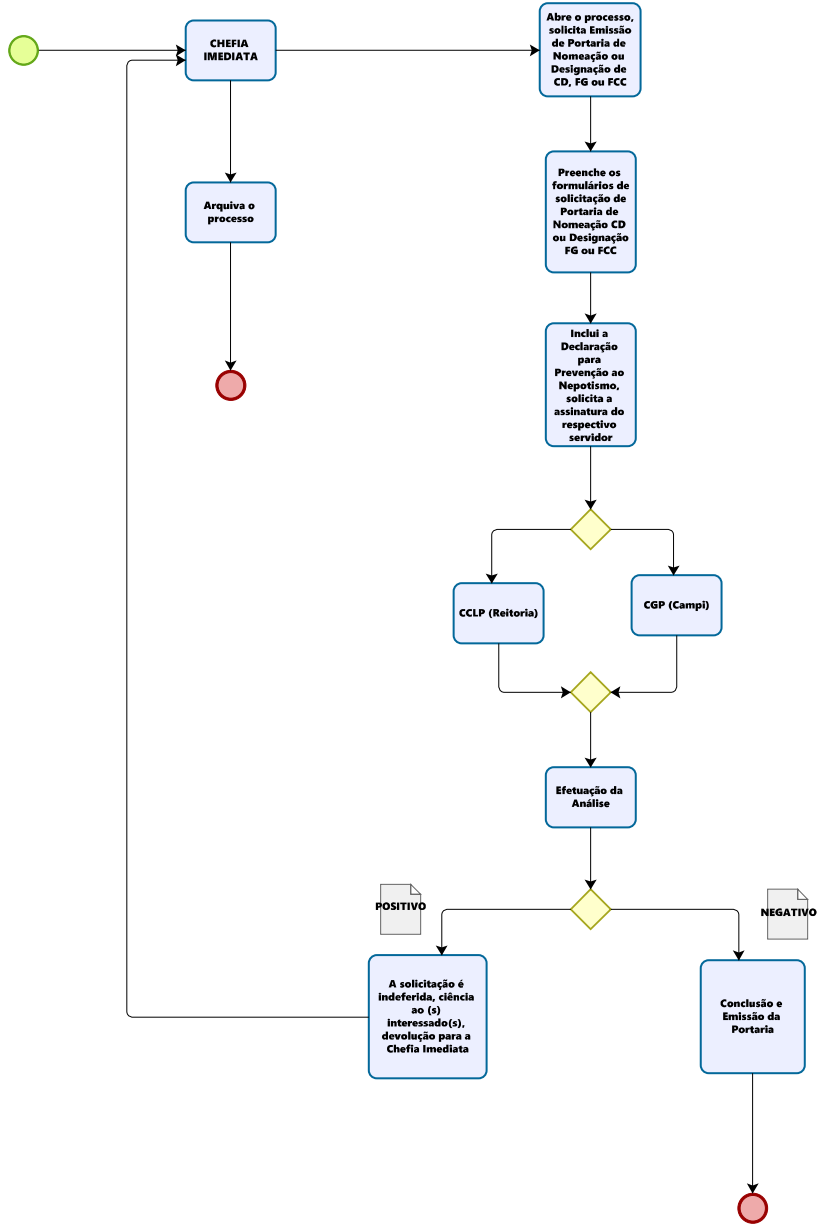 CHEFIA
IMEDIATA
Abre o processo,
solicita Emissão
de Portaria de
Nomeação ou
Designação de
CD, FG ou FCC
Arquiva o
processo
Preenche os
formulários de
solicitação de
Portaria de
Nomeação CD
ou Designação
FG ou FCC
Inclui a
Declaração
para
Prevenção ao
Nepotismo,
solicita a
assinatura do
respectivo
servidor
CCLP (Reitoria)
CGP (Campi)
Efetuação da
Análise
POSITIVO
NEGATIVO
A solicitação é
indeferida, ciência
ao (s)
interessado(s),
devolução para a
Chefia Imediata
Conclusão e
Emissão da
Portaria